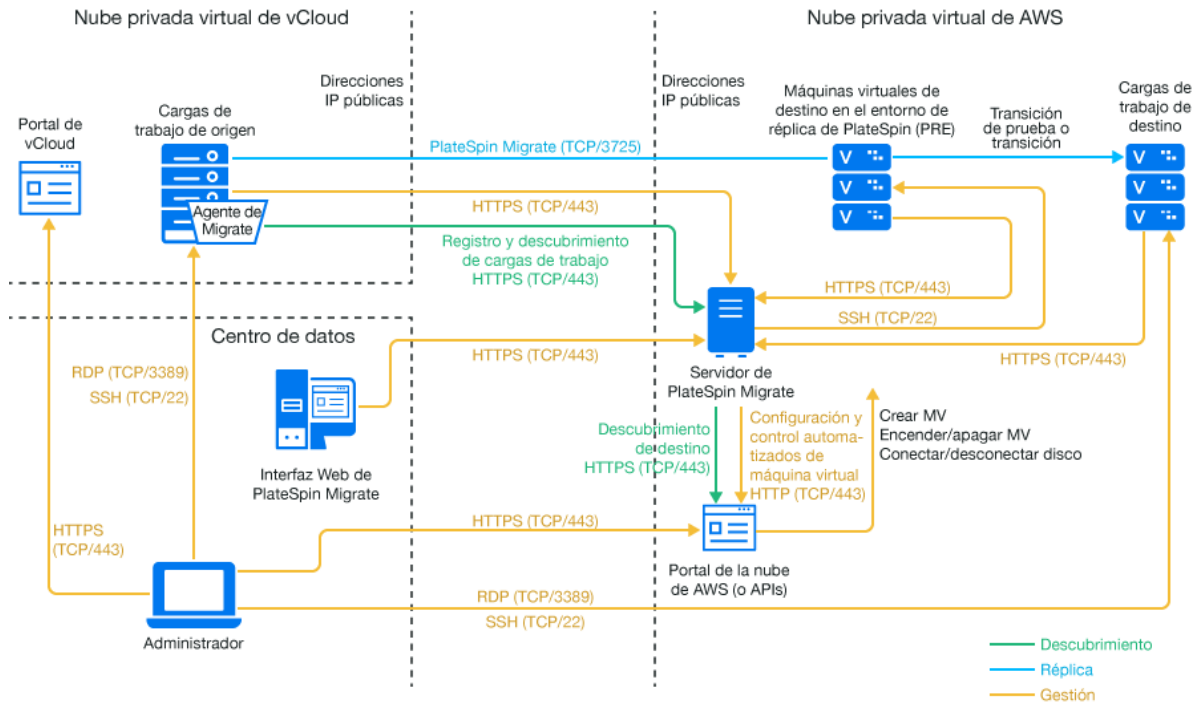 Nube privada virtual de vCloud
Nube privada virtual de AWS
Direcciones
IP públicas
Direcciones
IP públicas
Portal de
vCloud
Cargas de
trabajo de origen
Agente de
Migrate
Máquinas virtuales de
destino en el entorno de
réplica de PlateSpin (PRE)
Transición
de prueba o
transición
Cargas de
trabajo de
destino
PlateSpin Migrate (TCP/3725)
HTTPS (TCP/443)
Registro y descubrimiento
de cargas de trabajo
HTTPS (TCP/443)
HTTPS (TCP/443)
SSH (TCP/22)
HTTPS (TCP/443)
Centro de datos
HTTPS (TCP/443)
RDP (TCP/3389)
SSH (TCP/22)
Interfaz Web de
PlateSpin Migrate
Servidor de
PlateSpin Migrate
Descubrimiento
de destino
HTTPS (TCP/443)
Configuración y
control automa-
tizados de
máquina virtual
HTTP (TCP/443)
Crear MV
Encender/apagar MV
Conectar/desconectar disco
HTTPS
(TCP/443)
HTTPS (TCP/443)
Portal de la nube
de AWS (o APIs)
RDP (TCP/3389)
SSH (TCP/22)
Administrador
Descubrimiento
Réplica
Gestión
V
V
V
V
V
V